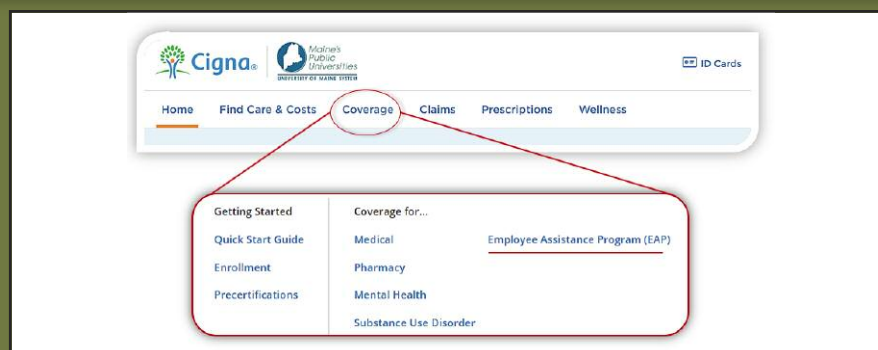 Cigna®
Maine's
Public
Universities
UNIVERSITY OF MAINE SYSTEM
ID Cards
Home Find Care & Costs Coverage Claims Prescriptions Wellness
Getting Started
Quick Start Guide
Enrollment
Precertifications
Coverage for...
Medical
Pharmacy
Mental Health
Substance Use Disorder
Employee Assistance Program (EAP)